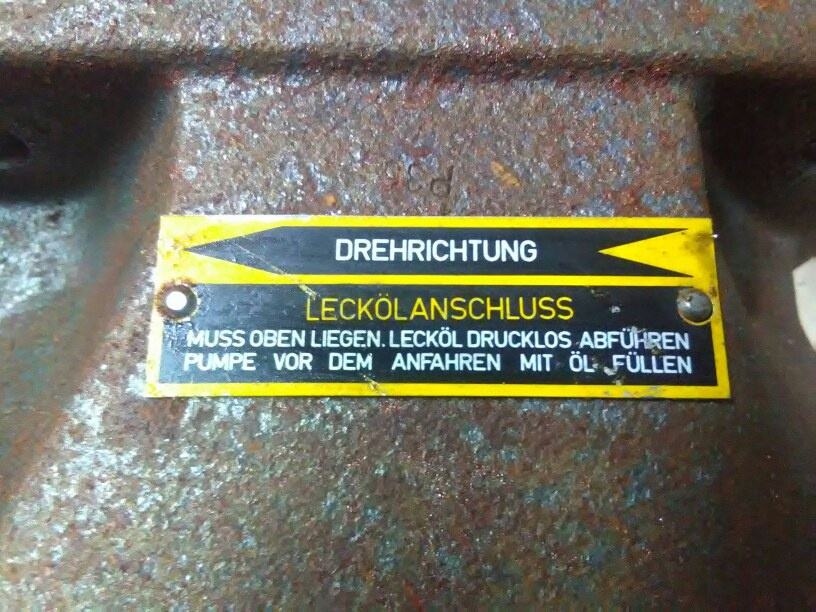 DREHRICHTUNG
LECKÖLANSCHLUSS
MUSS OBEN LIEGEN. LECKÖL DRUCKLOS ABFÜHREN
PUMPE VOR DEM ANFAHREN MIT ÖL FÜLLEN